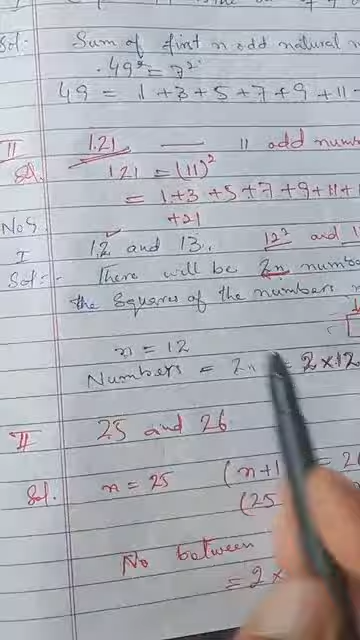 Sol: Sum of first n odd natural n
49² = 7²
49 = 1 + 3 + 5 + 7 + 9 + 11 +
II 121 — 11 odd numb
Sol. 121 = (11)²
= 1 + 3 + 5 + 7 + 9 + 11 +
+21
No 5.
I 12 and 13. 12² and
Sol:- There will be 2n number
the squares of the numbers
n = 12
Numbers = 2n = 2×12
II 25 and 26
Sol. n = 25 (n+1 = 26
(25
No between
= 2×